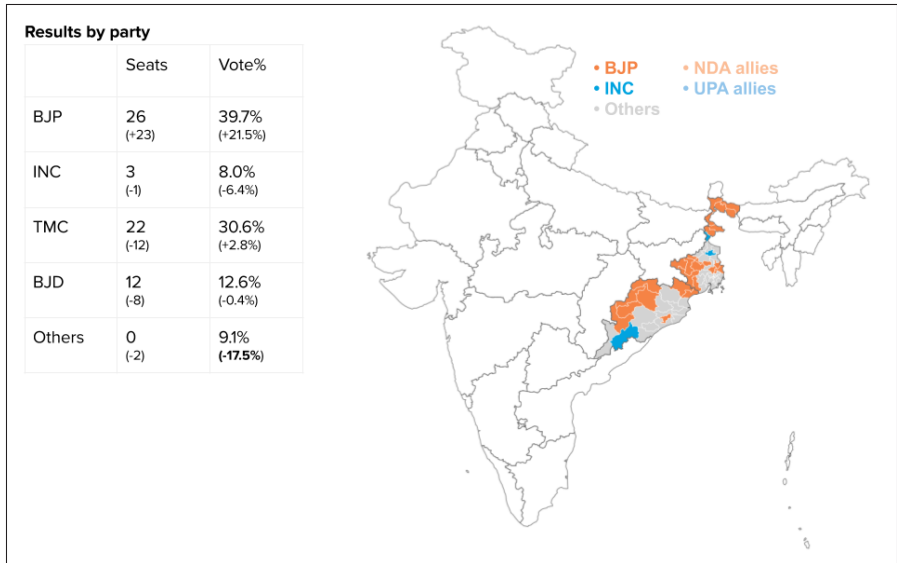 Results by party
Seats Vote%
BJP 26 39.7%
(+23) (+21.5%)
INC 3 8.0%
(-1) (-6.4%)
TMC 22 30.6%
(-12) (+2.8%)
BJD 12 12.6%
(-8) (-0.4%)
Others 0 9.1%
(-2) (-17.5%)
• BJP • NDA allies
• INC • UPA allies
• Others